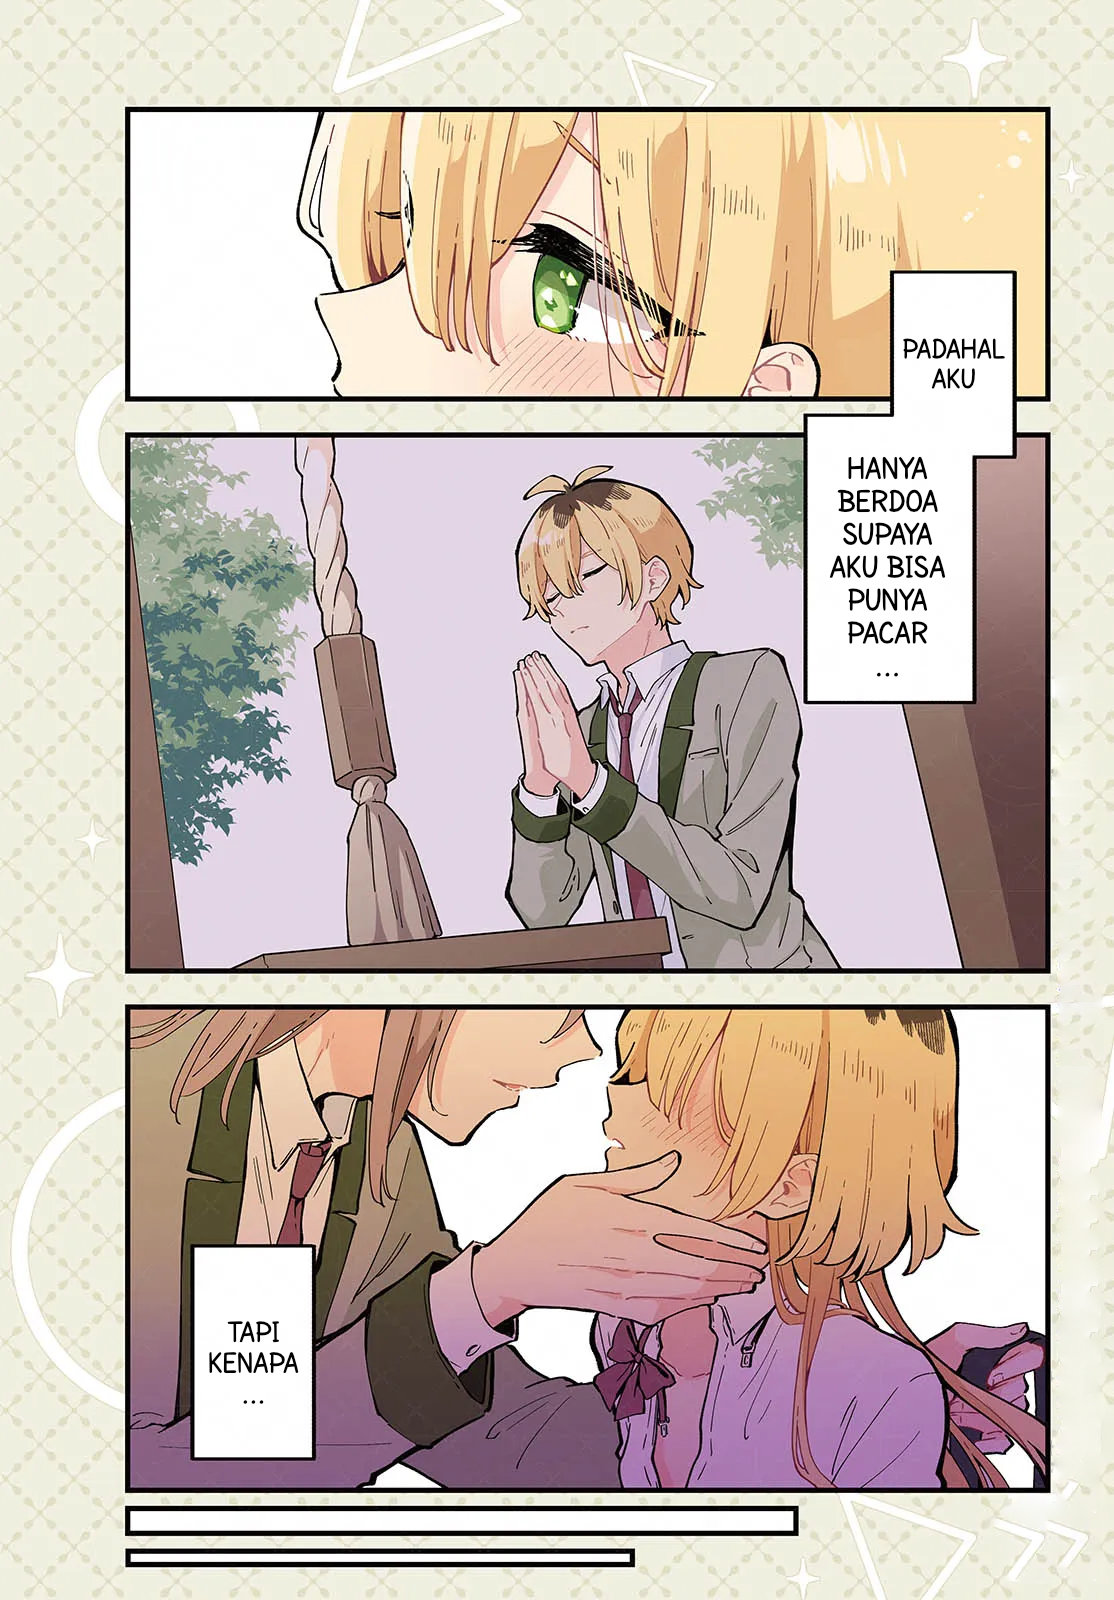 PADAHAL
AKU
HANYA
BERDOA
SUPAYA
AKU BISA
PUNYA
PACAR
...
TAPI
KENAPA
...